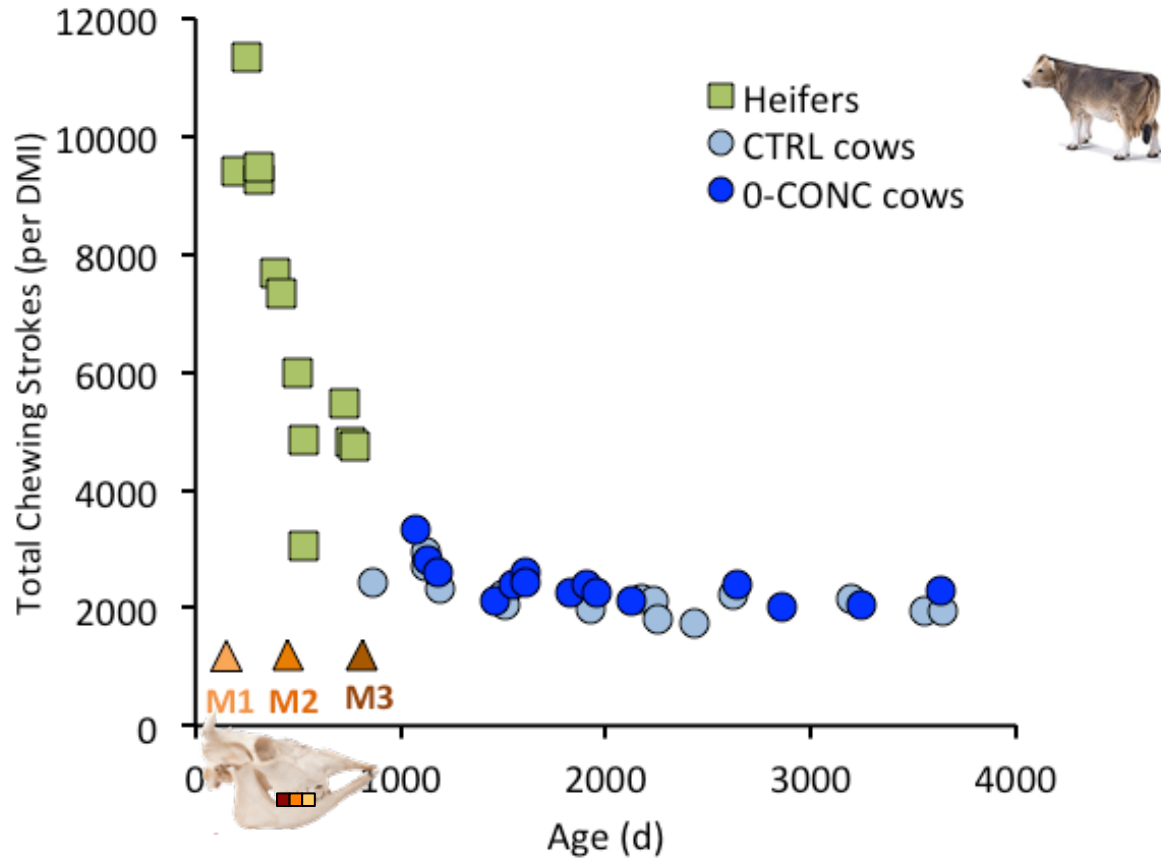 12000
10000
8000
6000
4000
2000
0
Total Chewing Strokes (per DMI)
Heifers
CTRL cows
0-CONC cows
M1 M2 M3
0 1000 2000 3000 4000
Age (d)